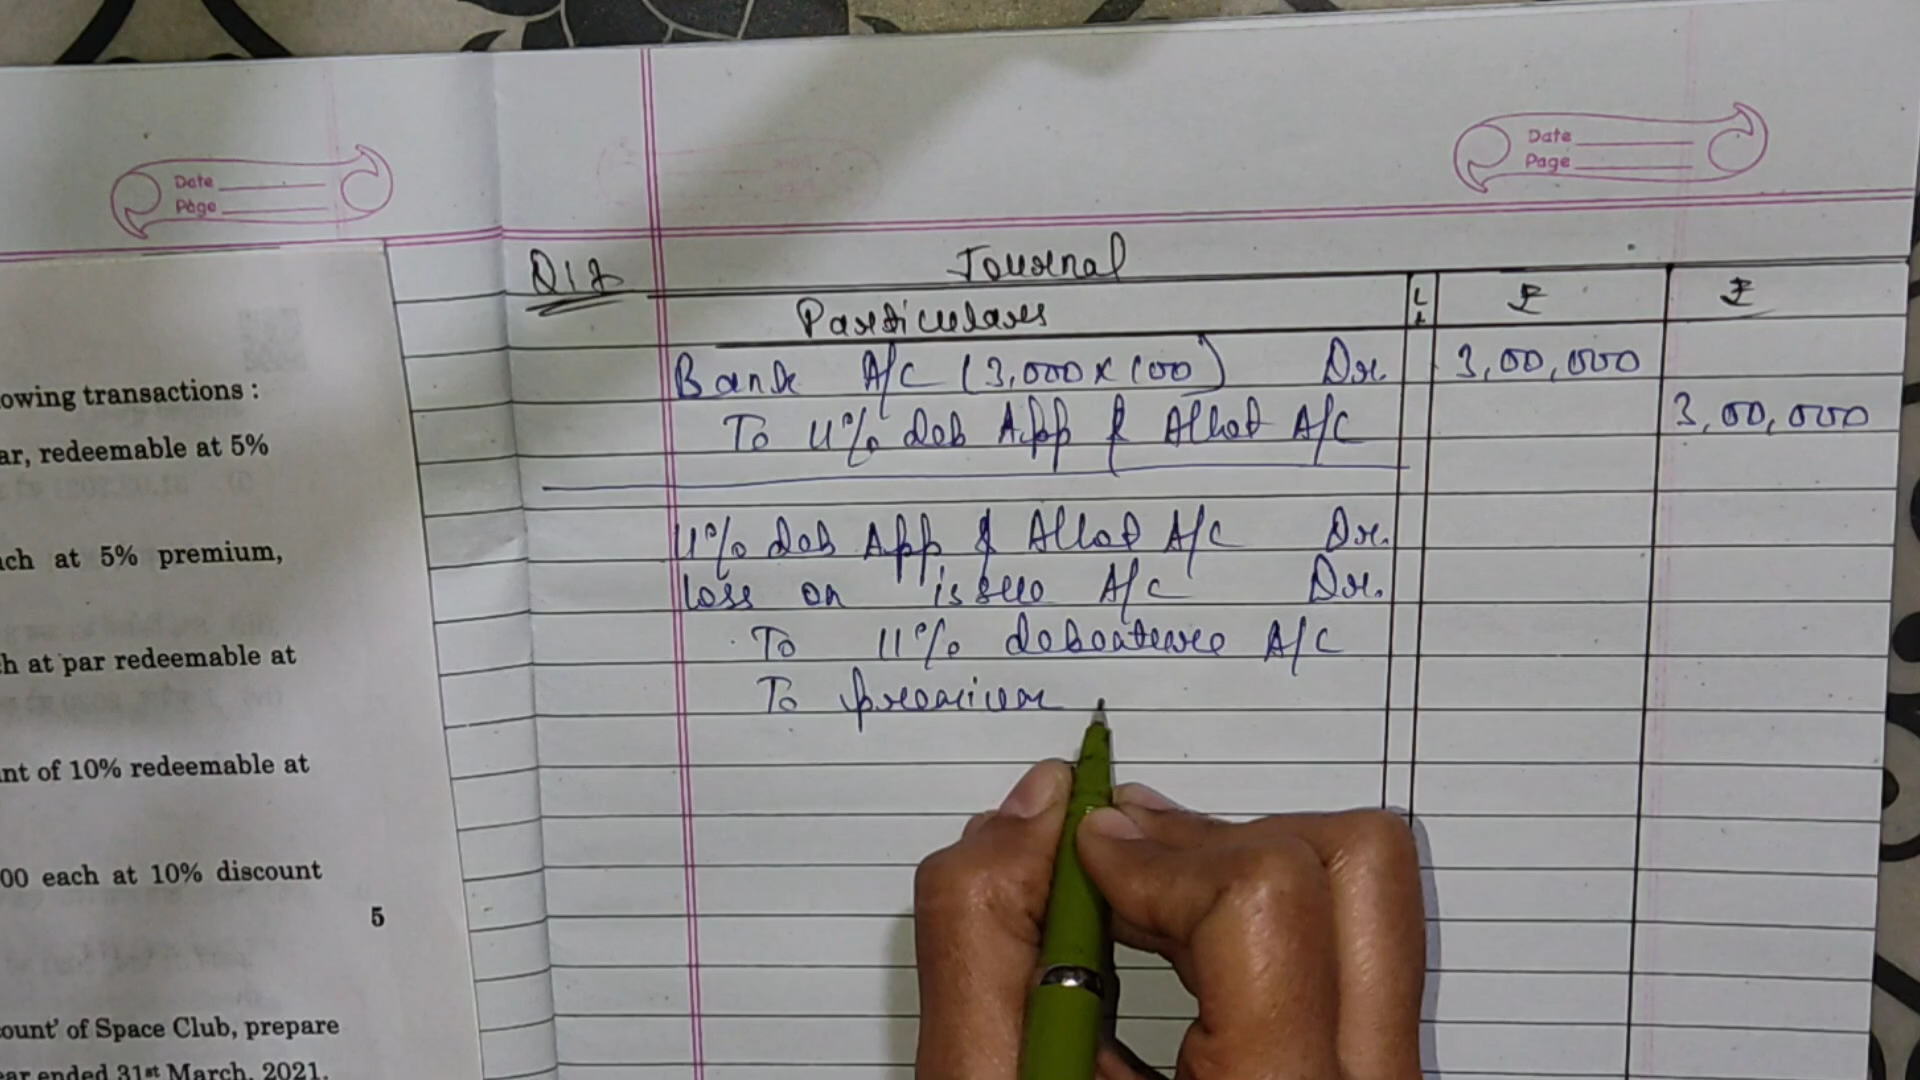 Date
Page
Date
Page
owing transactions :
ar, redeemable at 5%
ach at 5% premium,
h at par redeemable at
nt of 10% redeemable at
00 each at 10% discount
5
ount' of Space Club, prepare
ear ended 31st March, 2021.
Journal
Particulars L F ₹ ₹
Bank A/C (3,000 x 100) Dr. 3,00,000
To 11% deb App & Allot A/C 3,00,000
11% deb App & Allot A/C Dr.
loss on issue A/C Dr.
To 11% debenture A/C
To premium